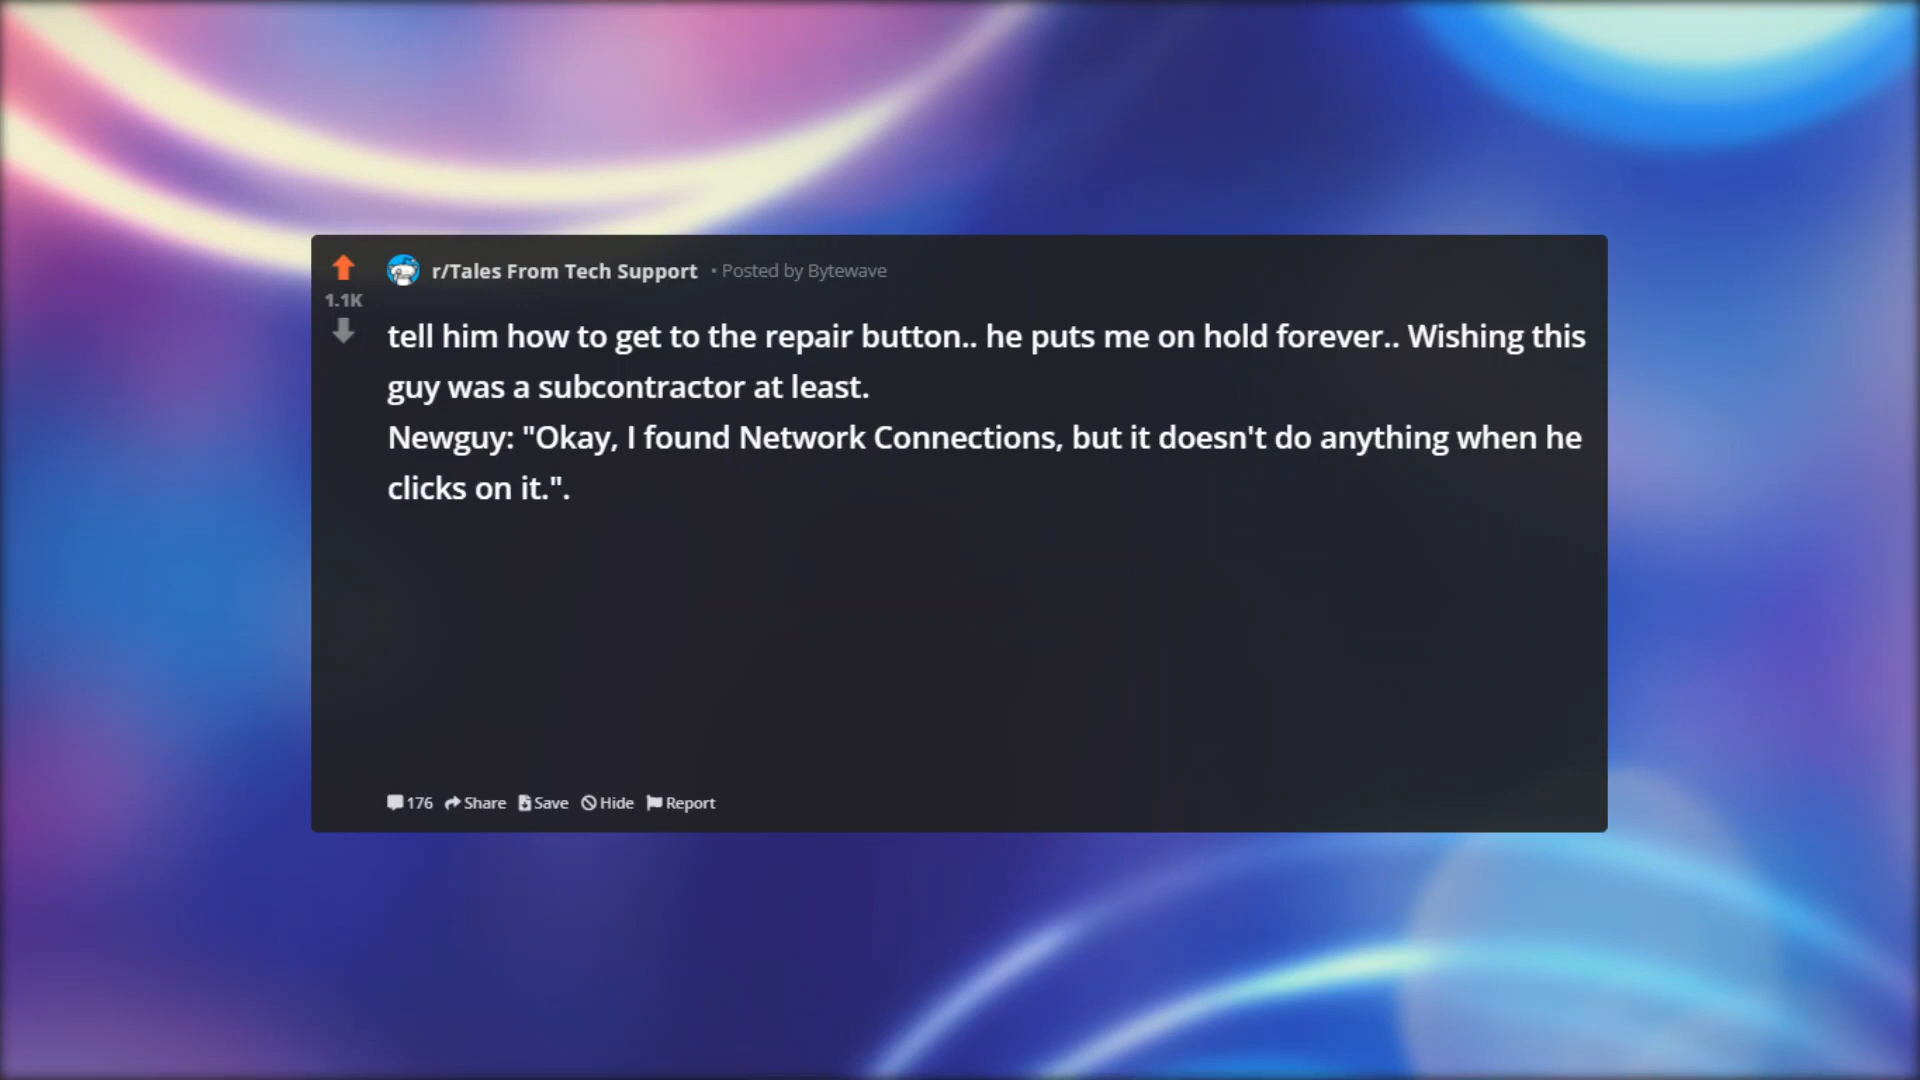 r/Tales From Tech Support • Posted by Bytewave
1.1K
tell him how to get to the repair button.. he puts me on hold forever.. Wishing this
guy was a subcontractor at least.
Newguy: "Okay, I found Network Connections, but it doesn't do anything when he
clicks on it.".
176 Share Save Hide Report